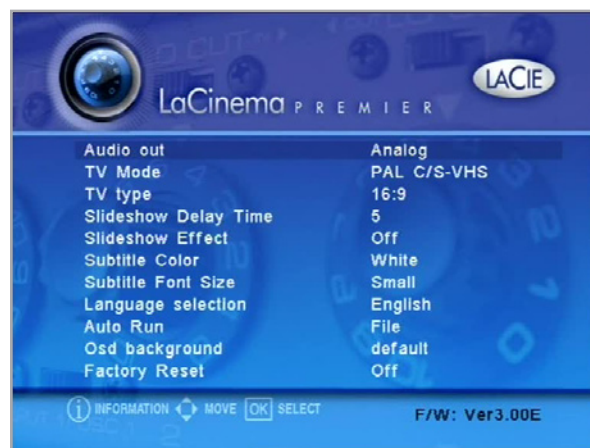 LaCinema PREMIER
LACIE
Audio out Analog
TV Mode PAL C/S-VHS
TV type 16:9
Slideshow Delay Time 5
Slideshow Effect Off
Subtitle Color White
Subtitle Font Size Small
Language selection English
Auto Run File
Osd background default
Factory Reset Off
i INFORMATION MOVE OK SELECT
F/W: Ver3.00E